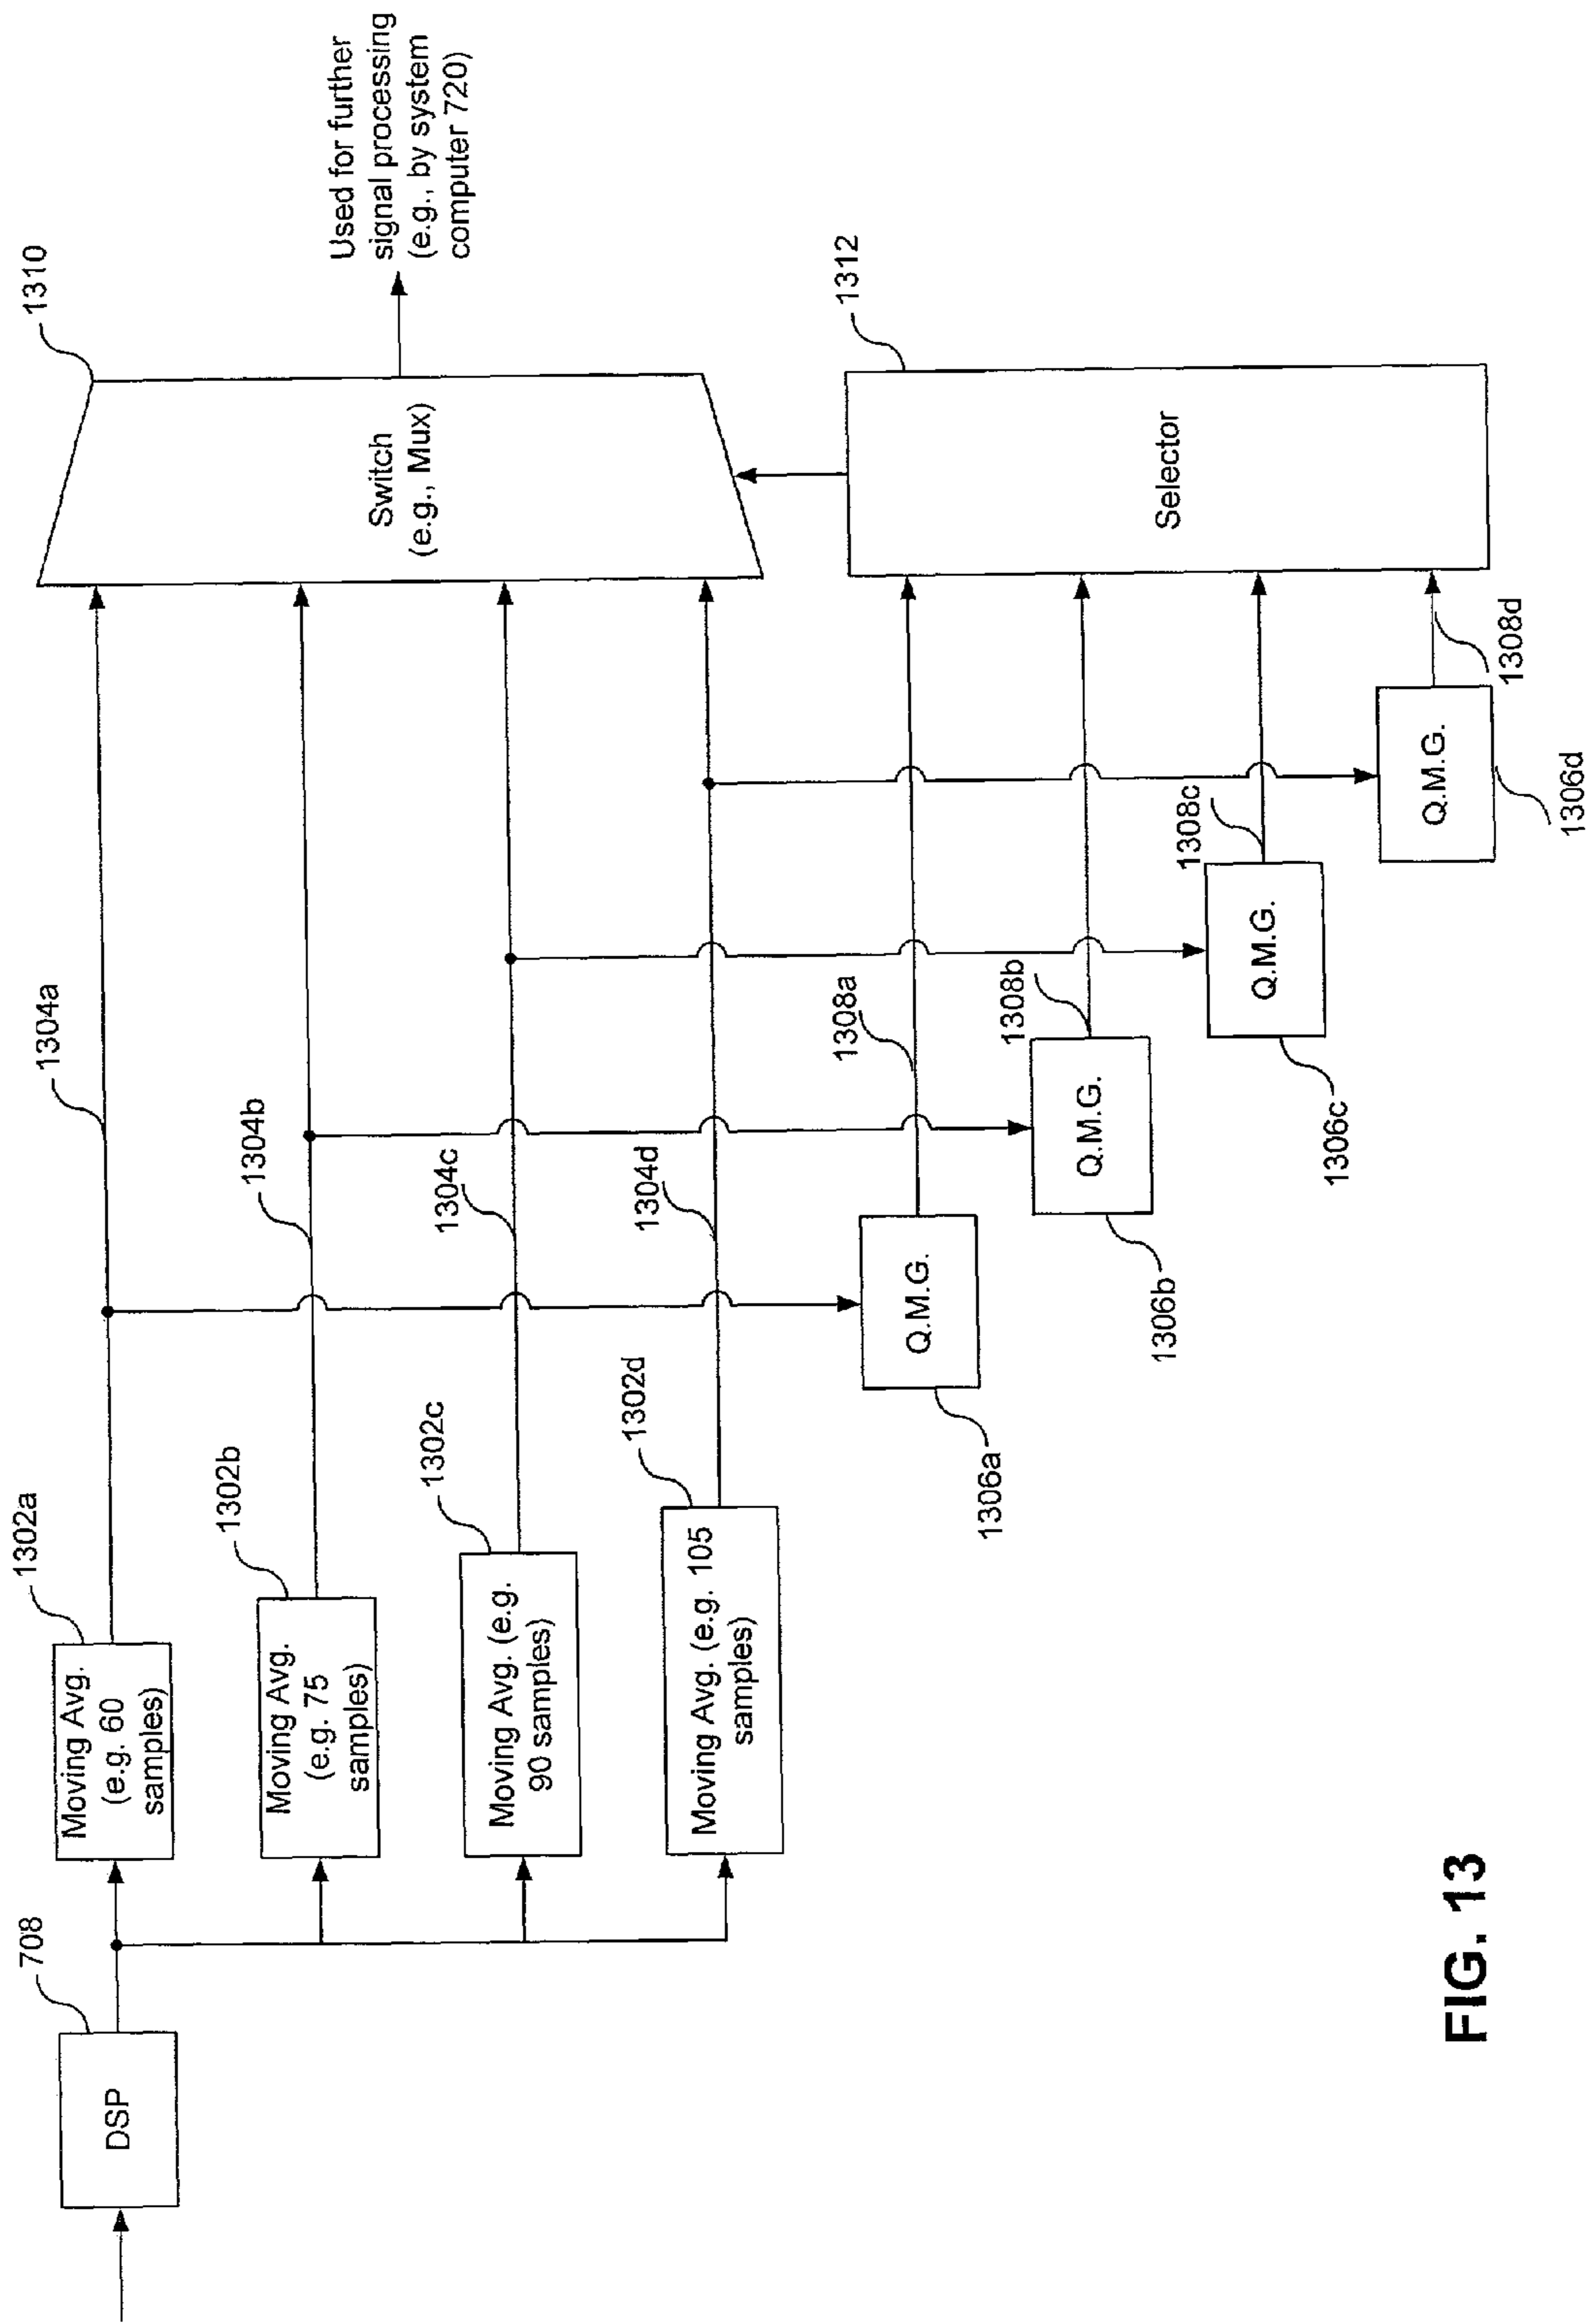 708
DSP
1302a
Moving Avg.
(e.g. 60
samples)
1302b
Moving Avg.
(e.g. 75
samples)
1302c
Moving Avg. (e.g.
90 samples)
1302d
Moving Avg. (e.g. 105
samples)
1304a
1304b
1304c
1304d
Q.M.G.
1306a
1308a
Q.M.G.
1306b
1308b
Q.M.G.
1306c
1308c
Q.M.G.
1306d
1308d
1310
Switch
(e.g., Mux)
1312
Selector
Used for further
signal processing
(e.g., by system
computer 720)
FIG. 13